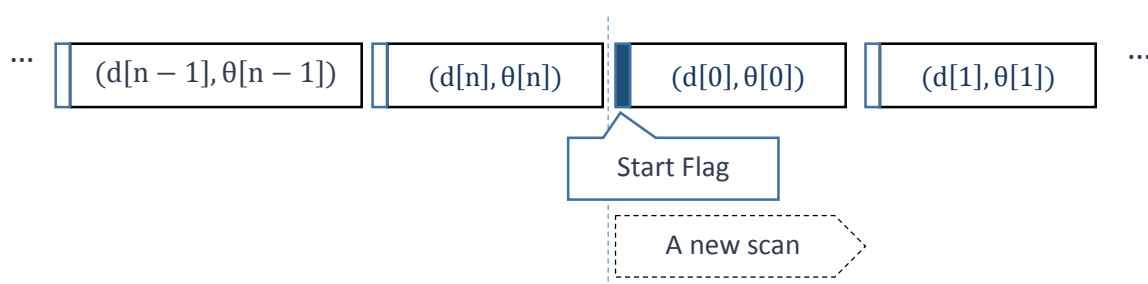 ... (d[n − 1], θ[n − 1]) (d[n], θ[n]) (d[0], θ[0]) (d[1], θ[1]) ...
Start Flag
A new scan